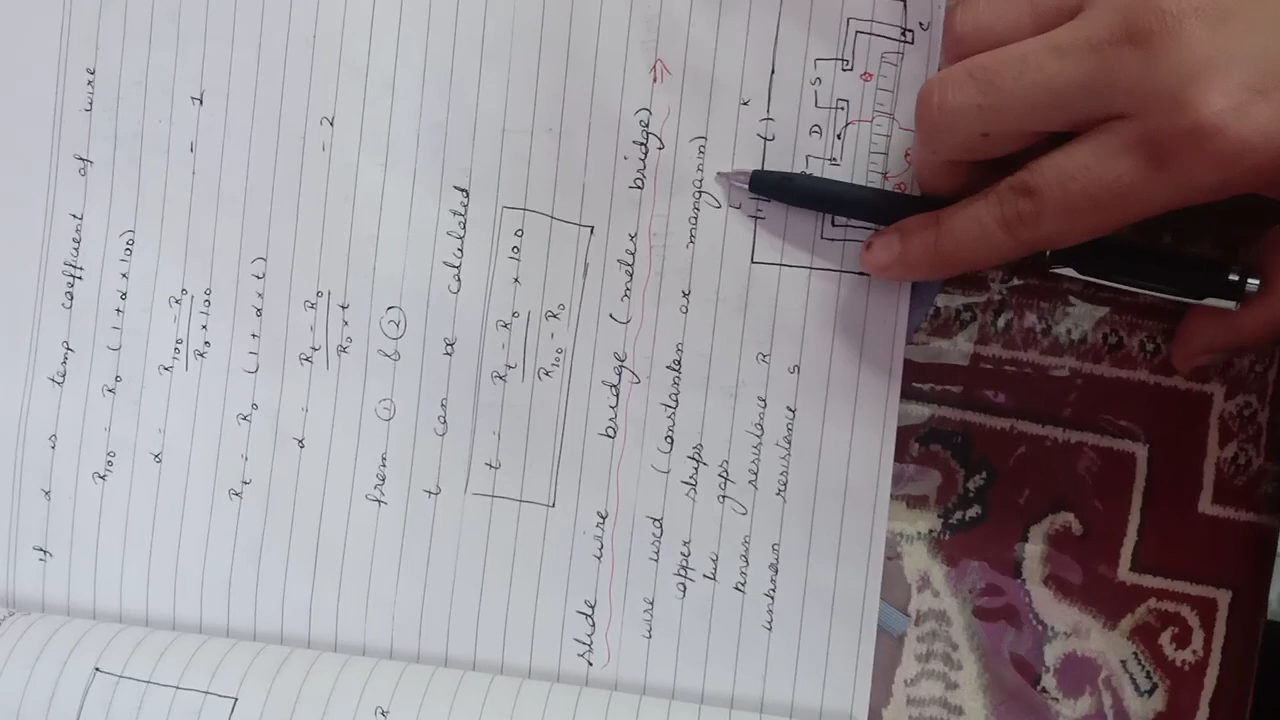 if α is temp coefficient of wire
R100 = R0 (1 + α × 100)
α = R100 - R0 / R0 × 100 - 1
Rt = R0 (1 + α × t)
α = Rt - R0 / R0 × t - 2
from ① & ②
t can be calculated
t = Rt - R0 / R100 - R0 × 100
slide wire bridge (meter bridge) →
wire used (constantan or manganin)
copper strips
gaps
known resistance R
unknown resistance S
K
( )
D S
B
C
R